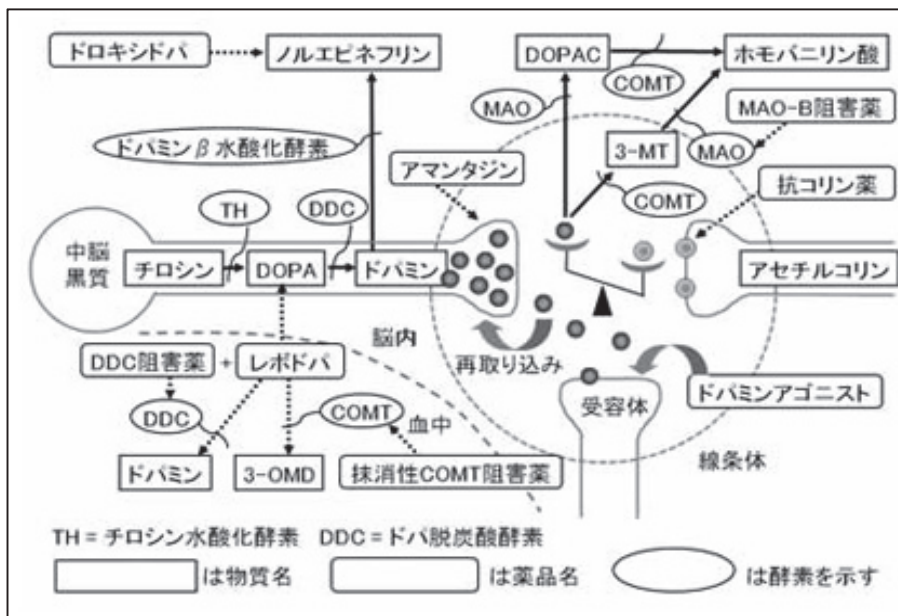 ドロキシドパ
ノルエピネフリン
DOPAC
COMT
ホモバニリン酸
MAO
MAO-B阻害薬
ドパミンβ水酸化酵素
3-MT
MAO
アマンタジン
COMT
抗コリン薬
TH
DDC
中脳
黒質
チロシン
DOPA
ドパミン
アセチルコリン
脳内
再取り込み
DDC阻害薬
+
レボドパ
ドパミンアゴニスト
受容体
DDC
COMT
血中
線条体
ドパミン
3-OMD
抹消性COMT阻害薬
TH = チロシン水酸化酵素 DDC = ドパ脱炭酸酵素
は物質名 は薬品名 は酵素を示す